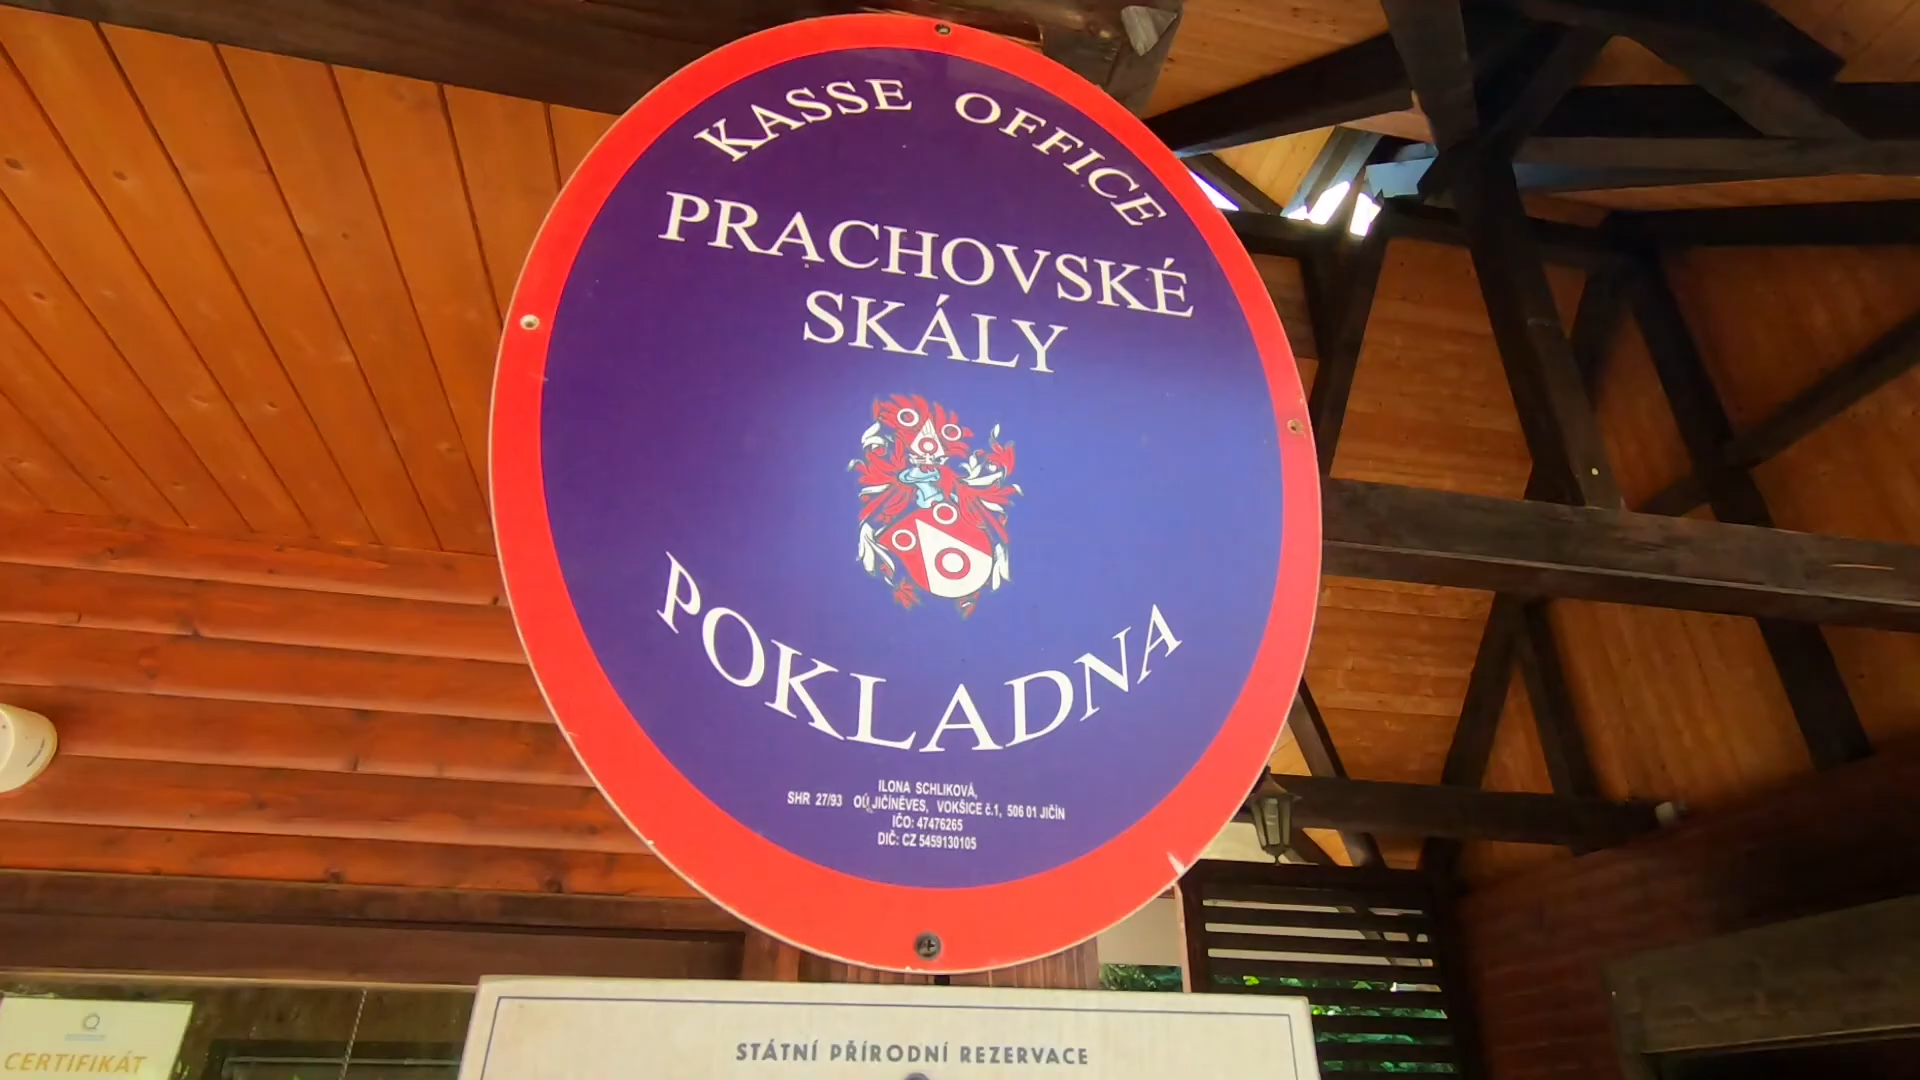 KASSE OFFICE
PRACHOVSKÉ
SKÁLY
POKLADNA
ILONA SCHLIKOVÁ,
SHR 27/93 OÚ JIČÍNĚVES, VOKŠICE č.1, 506 01 JIČÍN
IČO: 47476265
DIČ: CZ 5459130105
STÁTNÍ PŘÍRODNÍ REZERVACE
CERTIFIKÁT